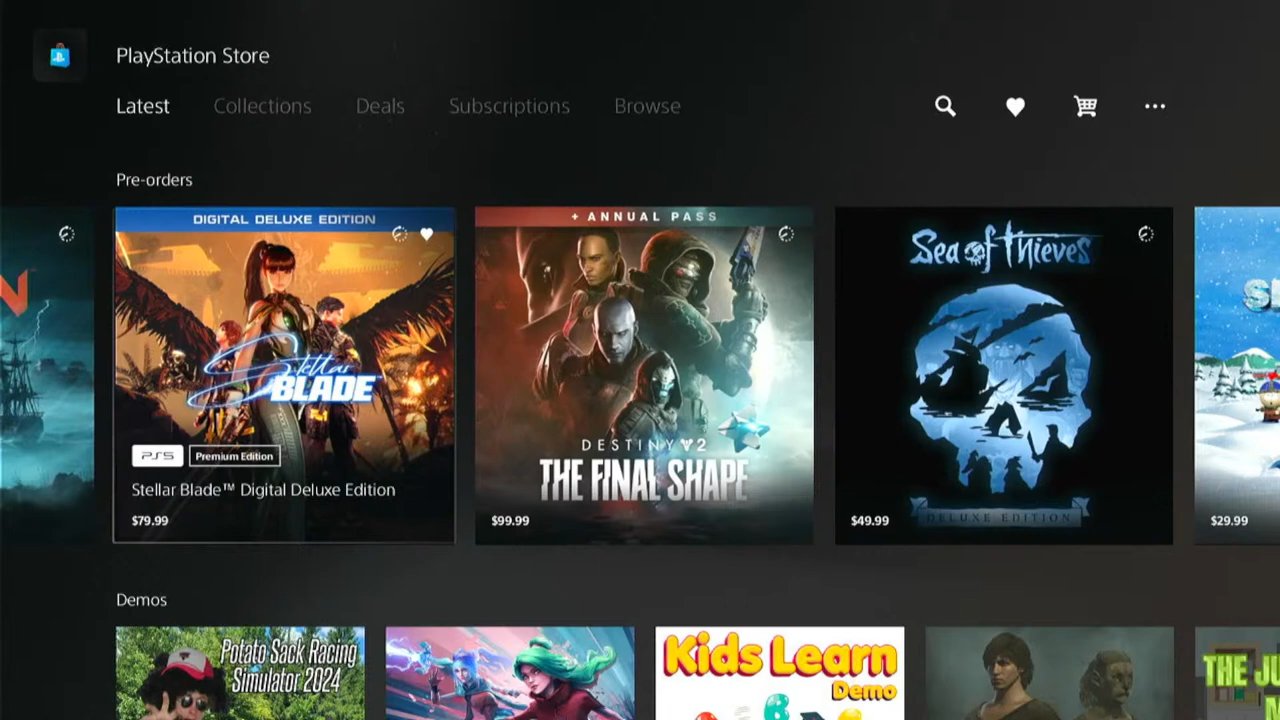 PlayStation Store
Latest
Collections
Deals
Subscriptions
Browse
Pre-orders
N
DIGITAL DELUXE EDITION
Stellar
BLADE
PS5
Premium Edition
Stellar Blade™ Digital Deluxe Edition
$79.99
+ ANNUAL PASS
DESTINY 2
THE FINAL SHAPE
$99.99
Sea of Thieves
DELUXE EDITION
$49.99
$29.99
Demos
Potato Sack Racing
Simulator 2024
Kids Learn
Demo
THE JU